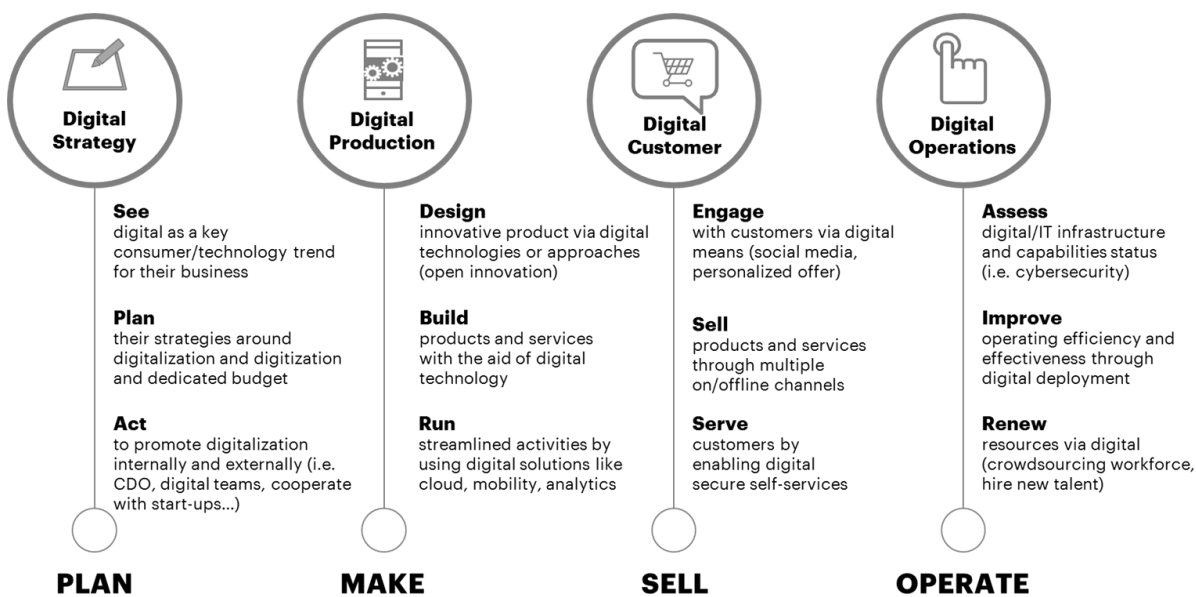 Digital
Strategy
See
digital as a key
consumer/technology trend
for their business
Plan
their strategies around
digitalization and digitization
and dedicated budget
Act
to promote digitalization
internally and externally (i.e.
CDO, digital teams, cooperate
with start-ups...)
PLAN
Digital
Production
Design
innovative product via digital
technologies or approaches
(open innovation)
Build
products and services
with the aid of digital
technology
Run
streamlined activities by
using digital solutions like
cloud, mobility, analytics
MAKE
Digital
Customer
Engage
with customers via digital
means (social media,
personalized offer)
Sell
products and services
through multiple
on/offline channels
Serve
customers by
enabling digital
secure self-services
SELL
Digital
Operations
Assess
digital/IT infrastructure
and capabilities status
(i.e. cybersecurity)
Improve
operating efficiency and
effectiveness through
digital deployment
Renew
resources via digital
(crowdsourcing workforce,
hire new talent)
OPERATE